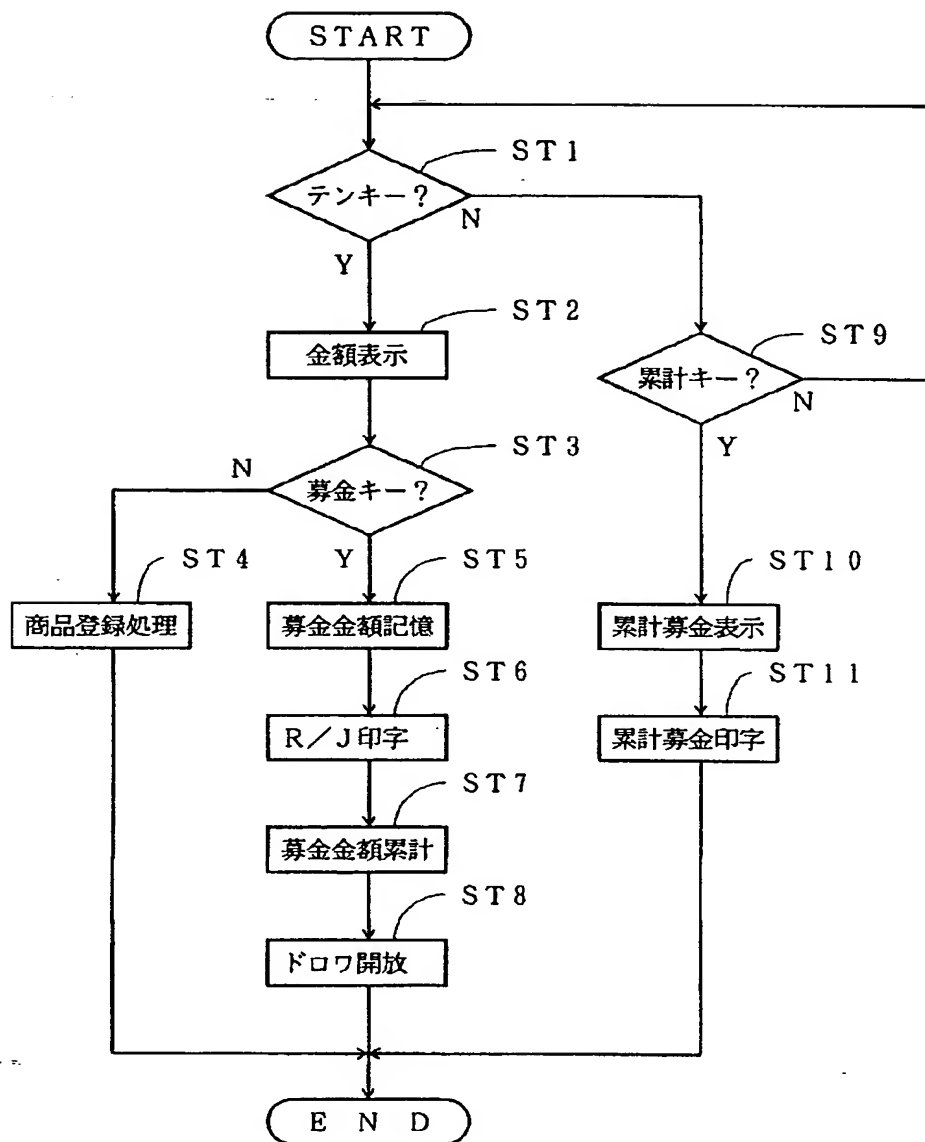 START
ST1
テンキー？
N
Y
ST2
金額表示
ST9
累計キー？
N
Y
ST3
募金キー？
N
Y
ST4
商品登録処理
ST5
募金金額記憶
ST10
累計募金表示
ST6
R／J印字
ST11
累計募金印字
ST7
募金金額累計
ST8
ドロワ開放
END